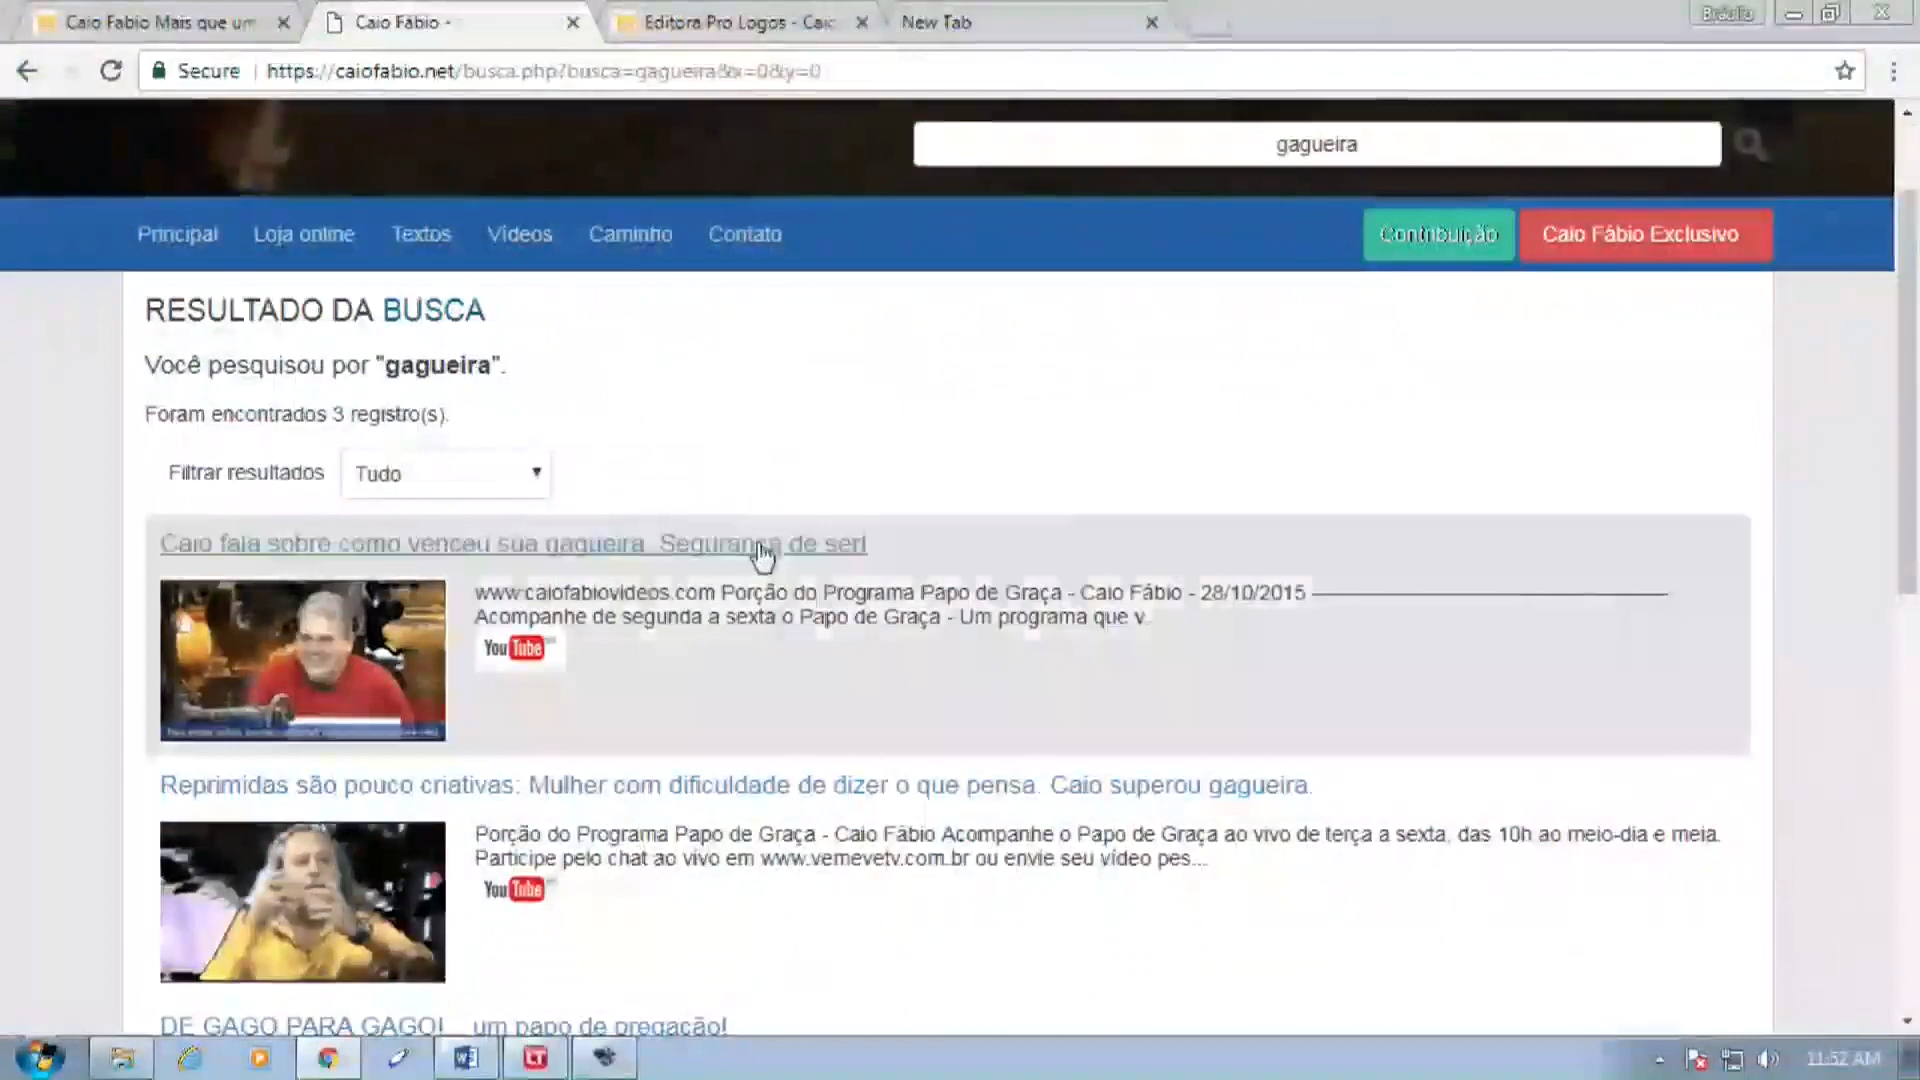 Caio Fabio Mais que um
Caio Fábio -
Editora Pro Logos - Caio
New Tab
Brasília
Secure
https://caiofabio.net/busca.php?busca=gagueira&x=0&y=0
gagueira
Principal
Loja online
Textos
Vídeos
Caminho
Contato
Contribuição
Caio Fábio Exclusivo
RESULTADO DA BUSCA
Você pesquisou por "gagueira".
Foram encontrados 3 registro(s).
Filtrar resultados
Tudo
Caio fala sobre como venceu sua gagueira. Segurança de ser!
www.caiofabiovideos.com Porção do Programa Papo de Graça - Caio Fábio - 28/10/2015
Acompanhe de segunda a sexta o Papo de Graça - Um programa que v
YouTube
Reprimidas são pouco criativas: Mulher com dificuldade de dizer o que pensa. Caio superou gagueira.
Porção do Programa Papo de Graça - Caio Fábio Acompanhe o Papo de Graça ao vivo de terça a sexta, das 10h ao meio-dia e meia.
Participe pelo chat ao vivo em www.vemevetv.com.br ou envie seu vídeo pes...
YouTube
DE GAGO PARA GAGO!... um papo de pregação!
11:52 AM